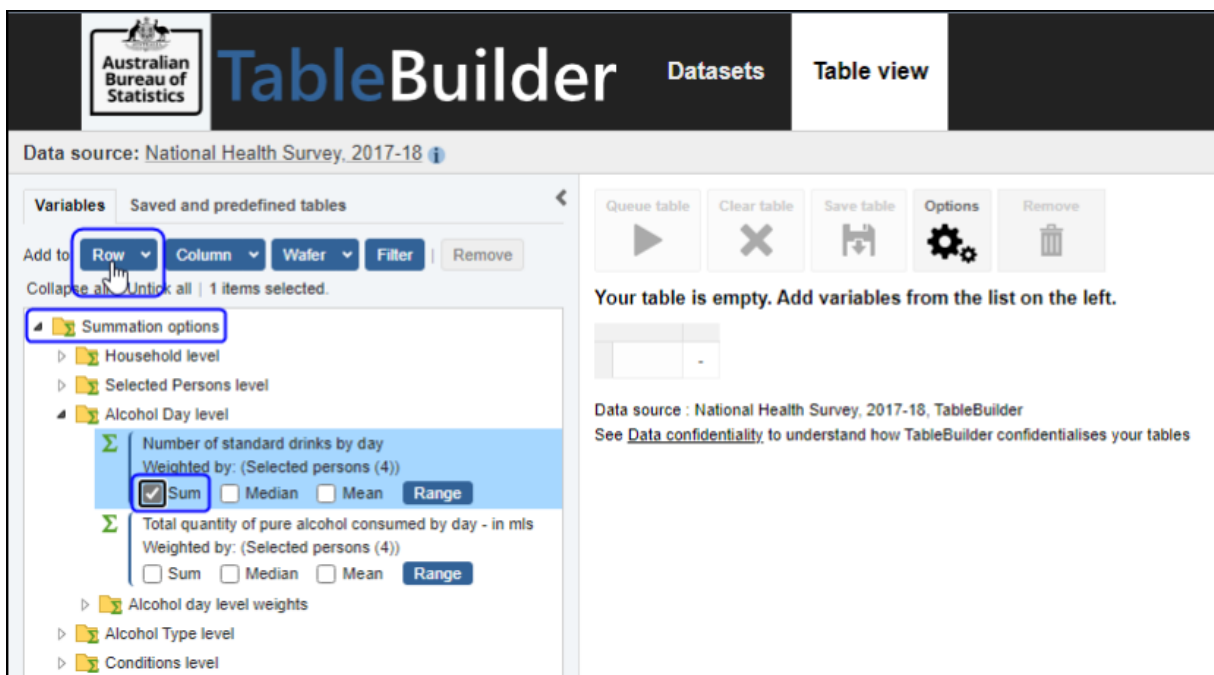 Australian
Bureau of
Statistics
TableBuilder
Datasets
Table view
Data source: National Health Survey, 2017-18 i
Variables
Saved and predefined tables
Add to
Row
Column
Wafer
Filter
|
Remove
Collapse all Untick all | 1 items selected.
Summation options
Σ Household level
Σ Selected Persons level
Σ Alcohol Day level
Σ Number of standard drinks by day
Weighted by: (Selected persons (4))
Sum Median Mean Range
Σ Total quantity of pure alcohol consumed by day - in mls
Weighted by: (Selected persons (4))
Sum Median Mean Range
Σ Alcohol day level weights
Σ Alcohol Type level
Σ Conditions level
Queue table
Clear table
Save table
Options
Remove
Your table is empty. Add variables from the list on the left.
-
Data source : National Health Survey, 2017-18, TableBuilder
See Data confidentiality to understand how TableBuilder confidentialises your tables